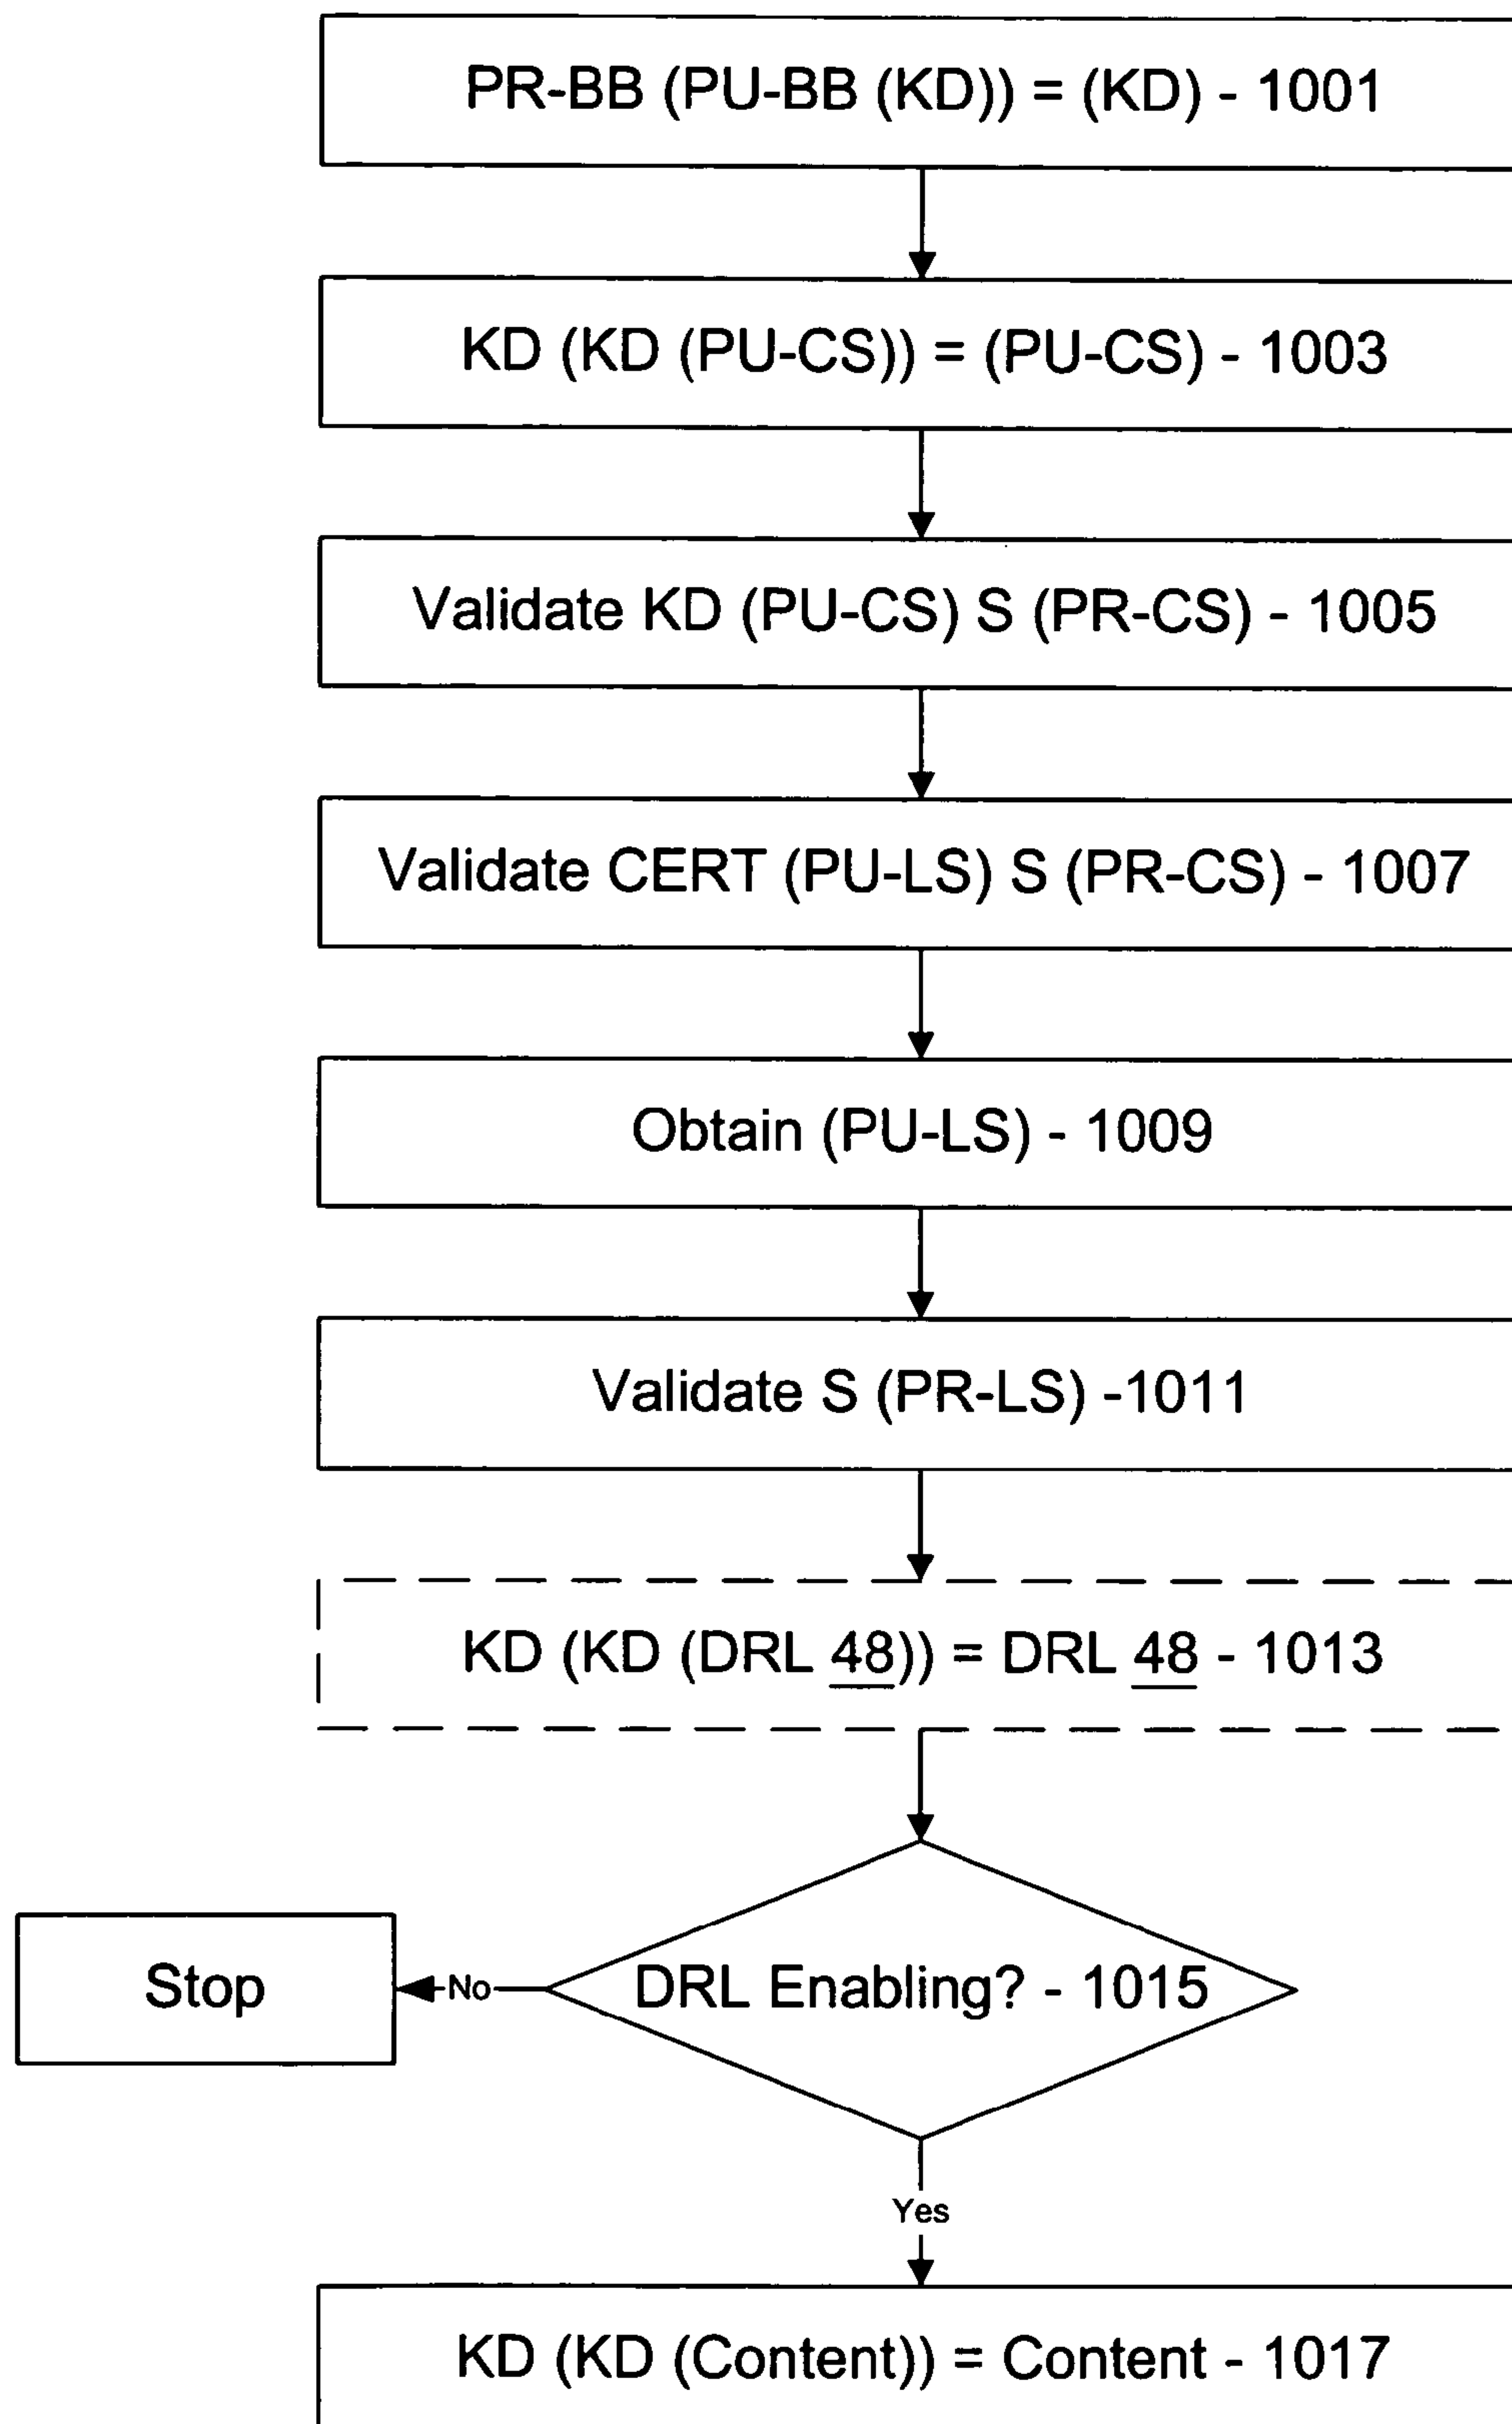 PR-BB (PU-BB (KD)) = (KD) - 1001
KD (KD (PU-CS)) = (PU-CS) - 1003
Validate KD (PU-CS) S (PR-CS) - 1005
Validate CERT (PU-LS) S (PR-CS) - 1007
Obtain (PU-LS) - 1009
Validate S (PR-LS) -1011
KD (KD (DRL 48)) = DRL 48 - 1013
DRL Enabling? - 1015
No
Stop
Yes
KD (KD (Content)) = Content - 1017